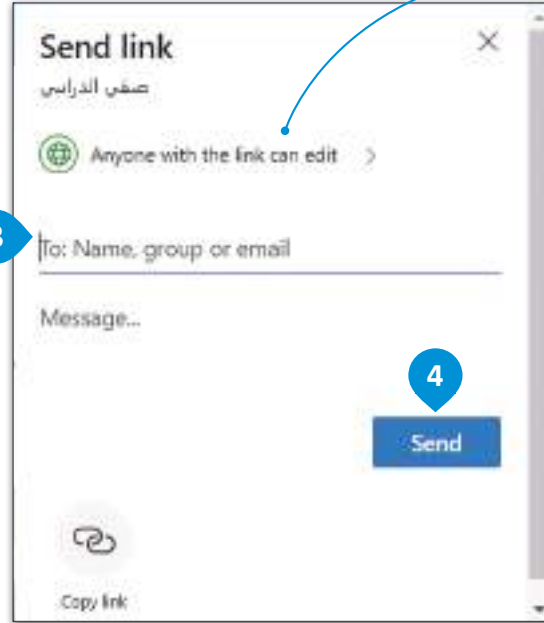 Send link
صفي الدراسي
Anyone with the link can edit
3
To: Name, group or email
Message...
4
Send
Copy link